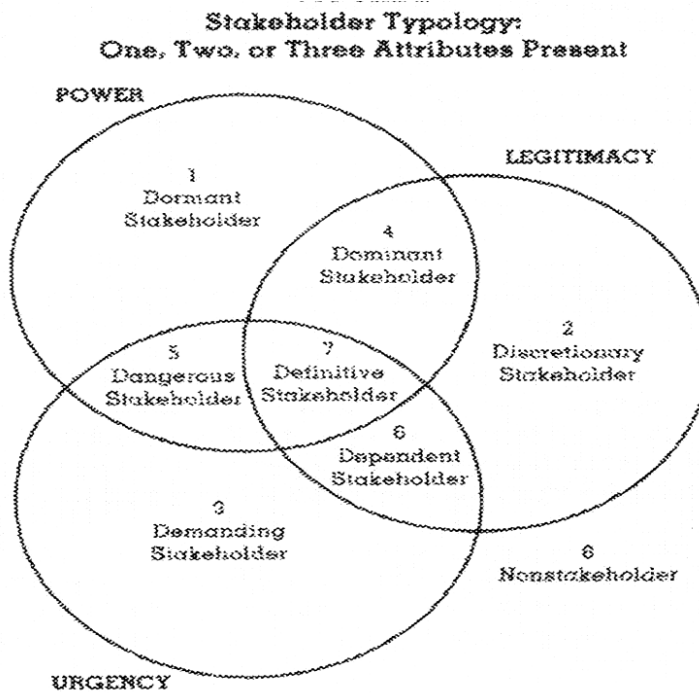 Stakeholder Typology:
One, Two, or Three Attributes Present
POWER
LEGITIMACY
1
Dormant
Stakeholder
4
Dominant
Stakeholder
5
Dangerous
Stakeholder
7
Definitive
Stakeholder
2
Discretionary
Stakeholder
6
Dependent
Stakeholder
3
Demanding
Stakeholder
8
Nonstakeholder
URGENCY